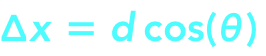 Δx = d cos(θ)